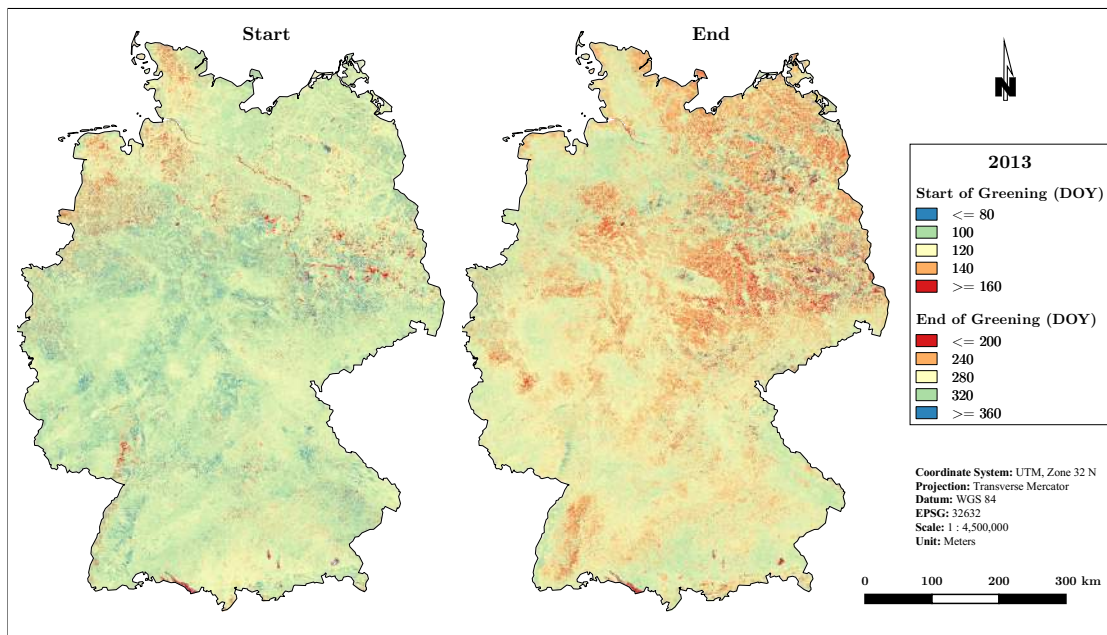 Start
End
N
2013
Start of Greening (DOY)
<= 80
100
120
140
>= 160
End of Greening (DOY)
<= 200
240
280
320
>= 360
Coordinate System: UTM, Zone 32 N
Projection: Transverse Mercator
Datum: WGS 84
EPSG: 32632
Scale: 1 : 4,500,000
Unit: Meters
0 100 200 300 km